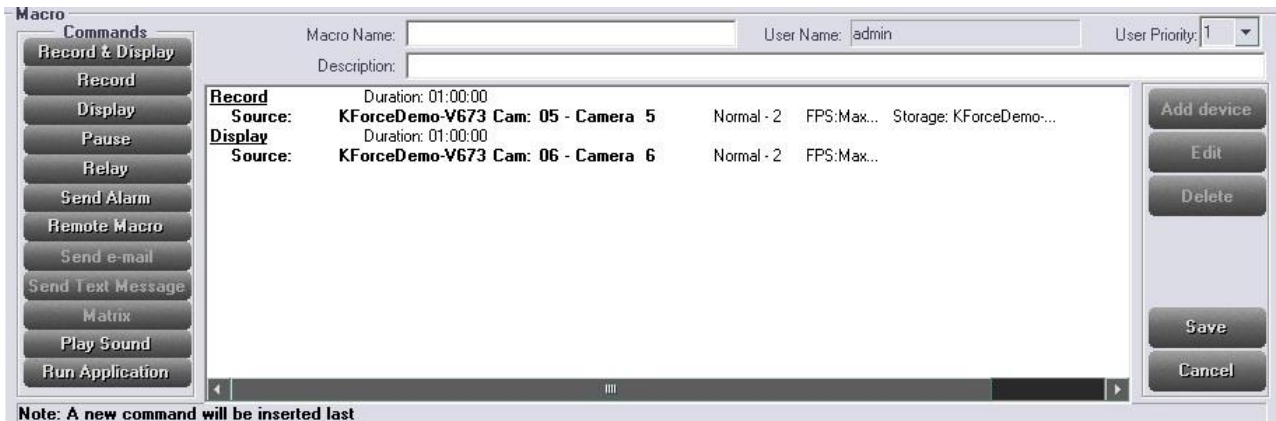 Macro
Commands
Record & Display
Record
Display
Pause
Relay
Send Alarm
Remote Macro
Send e-mail
Send Text Message
Matrix
Play Sound
Run Application
Macro Name:
User Name: admin
User Priority: 1
Description:
Record Duration: 01:00:00
Source: KForceDemo-V673 Cam: 05 - Camera 5 Normal - 2 FPS:Max... Storage: KForceDemo-...
Display Duration: 01:00:00
Source: KForceDemo-V673 Cam: 06 - Camera 6 Normal - 2 FPS:Max...
Add device
Edit
Delete
Save
Cancel
Note: A new command will be inserted last